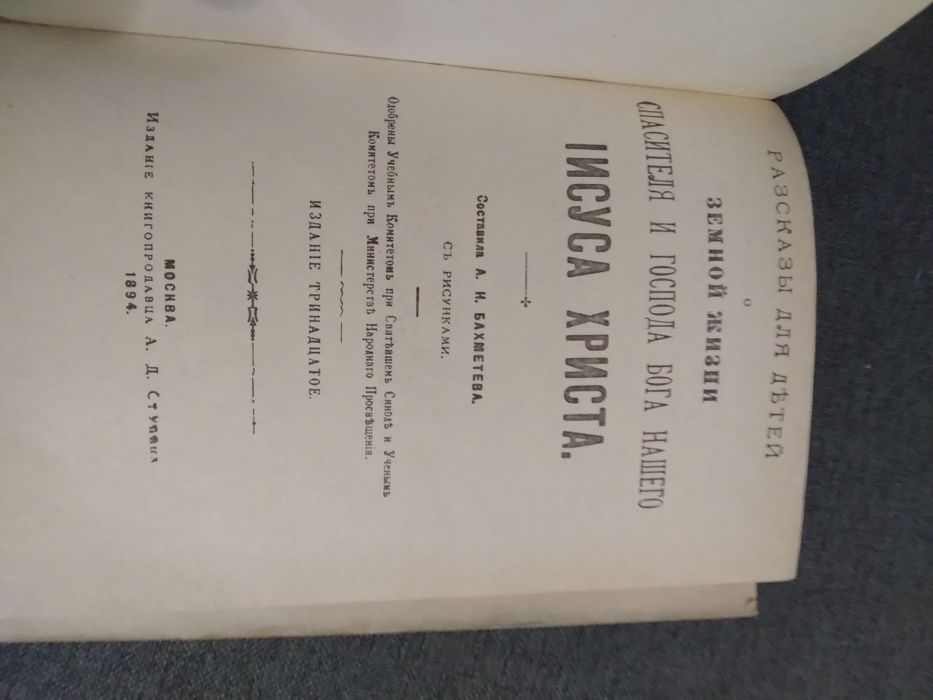 РАЗСКАЗЫ ДЛЯ ДѢТЕЙ
О
ЗЕМНОЙ ЖИЗНИ
СПАСИТЕЛЯ И ГОСПОДА БОГА НАШЕГО
ІИСУСА ХРИСТА.
Составила А. Н. БАХМЕТЕВА.
СЪ РИСУНКАМИ.
Одобрены Учебнымъ Комитетомъ при Святѣвшемъ Синодѣ и Ученымъ
Комитетомъ при Министерствѣ Народнаго Просвѣщенія.
ИЗДАНІЕ ТРИНАДЦАТОЕ.
МОСКВА.
ИЗДАНІЕ КНИГОПРОДАВЦА А. Д. СТУПИНА
1894.